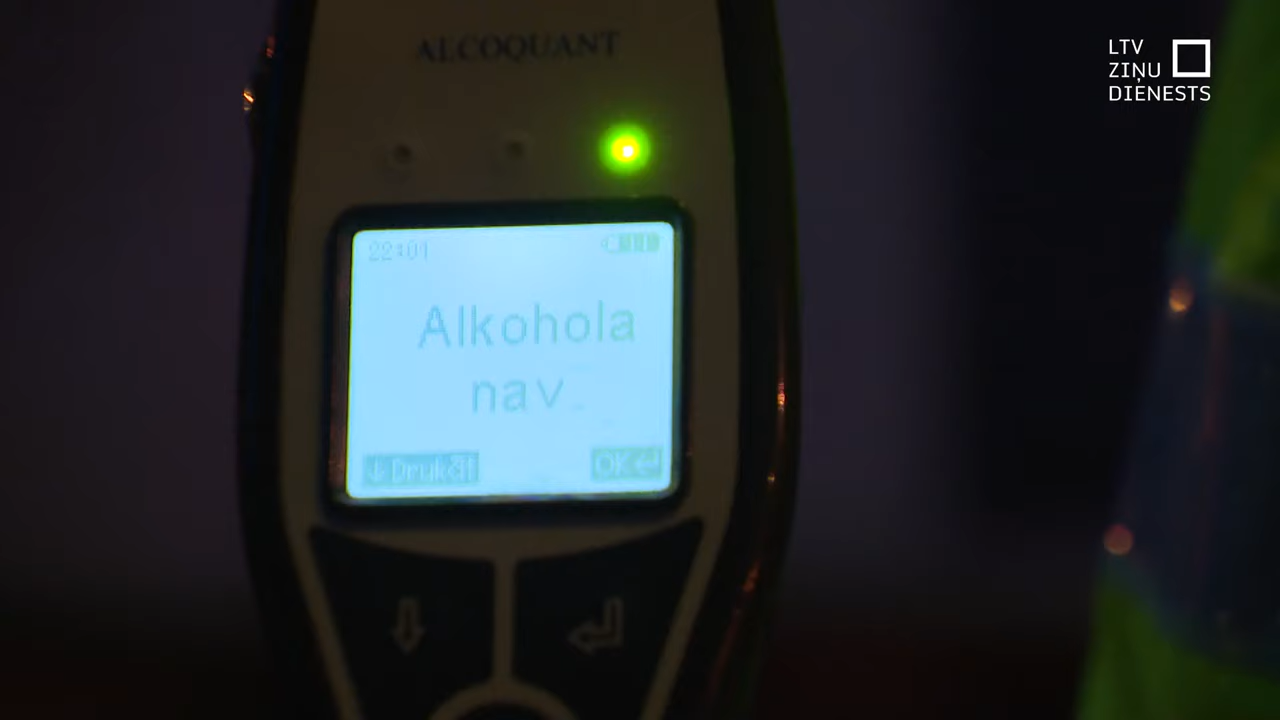 ALCOQUANT
LTV
ZIŅU
DIENESTS
22:01
Alkohola
nav
↓ Drukāt
OK ↵